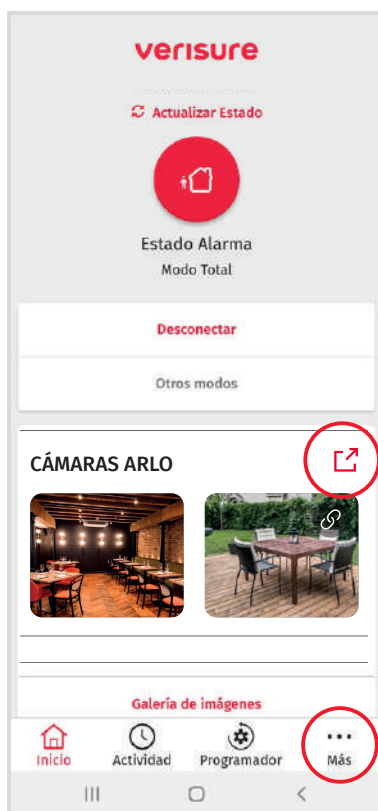 verisure
Actualizar Estado
Estado Alarma
Modo Total
Desconectar
Otros modos
CÁMARAS ARLO
Galería de imágenes
Inicio Actividad Programador Más